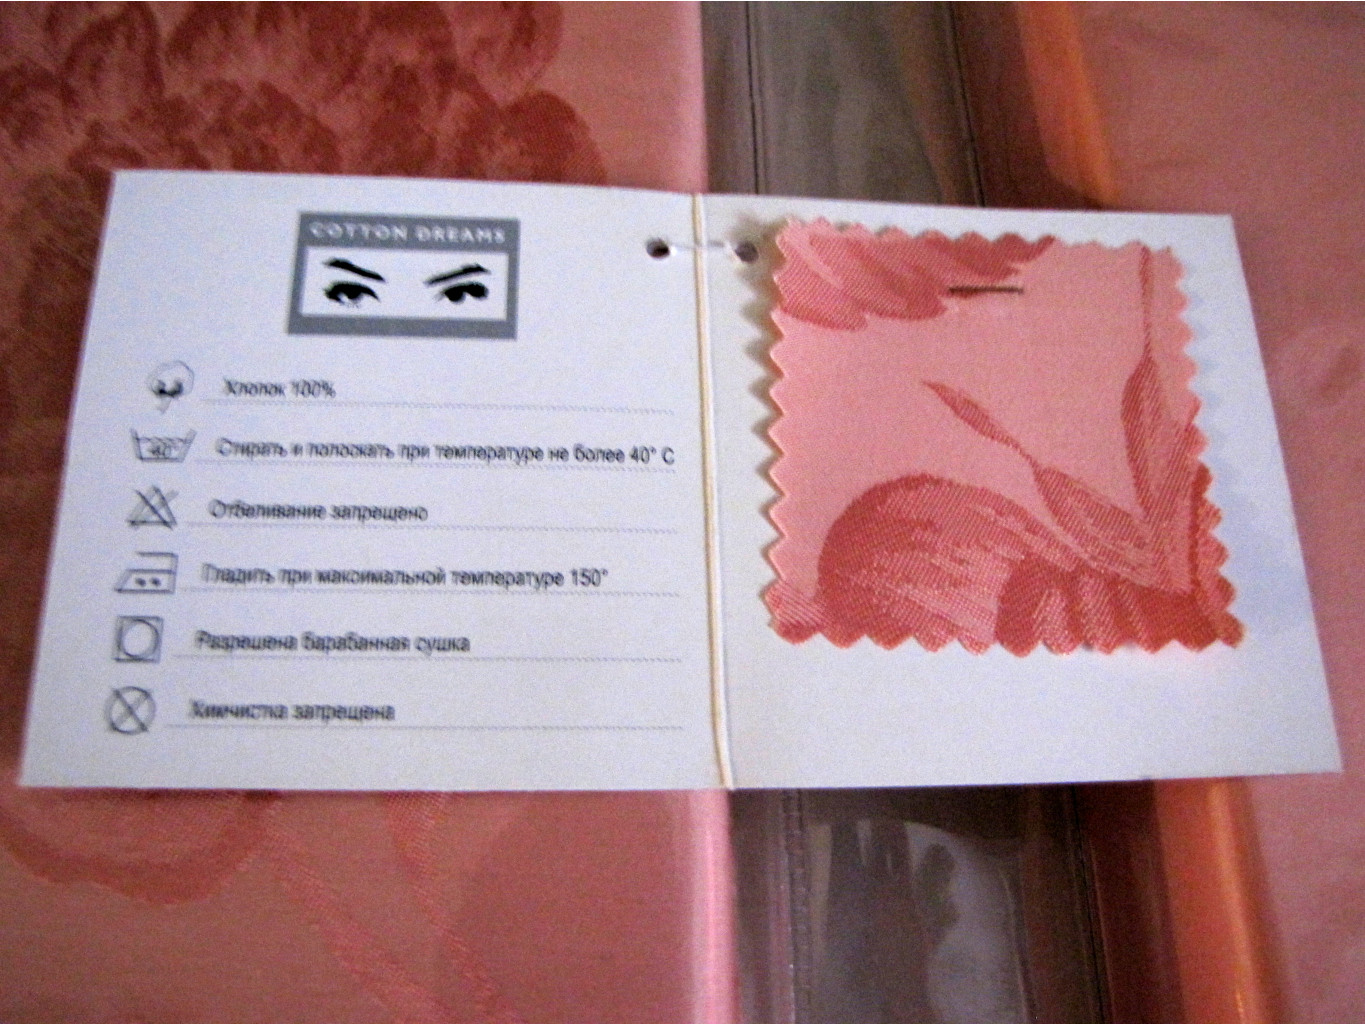 COTTON DREAMS
Хлопок 100%
40°
Стирать и полоскать при температуре не более 40° C
Отбеливание запрещено
Гладить при максимальной температуре 150°
Разрешена барабанная сушка
Химчистка запрещена